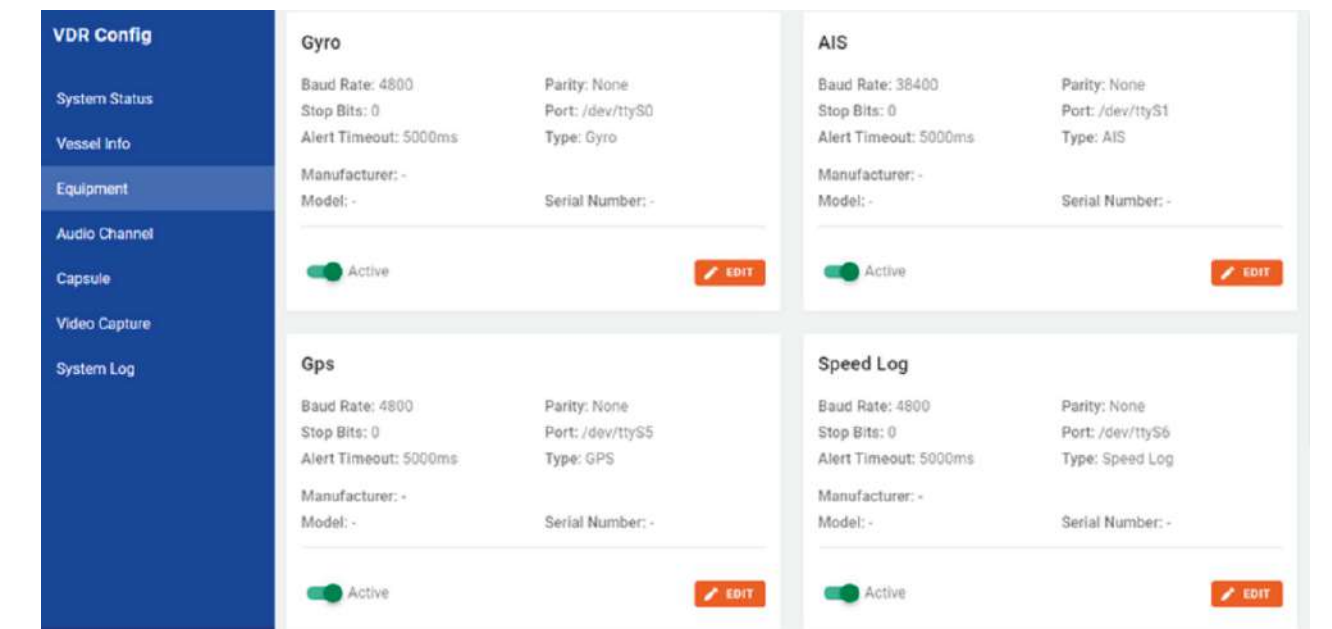 VDR Config
System Status
Vessel Info
Equipment
Audio Channel
Capsule
Video Capture
System Log
Gyro
Baud Rate: 4800 Parity: None
Stop Bits: 0 Port: /dev/ttyS0
Alert Timeout: 5000ms Type: Gyro
Manufacturer: -
Model: - Serial Number: -
Active EDIT
AIS
Baud Rate: 38400 Parity: None
Stop Bits: 0 Port: /dev/ttyS1
Alert Timeout: 5000ms Type: AIS
Manufacturer: -
Model: - Serial Number: -
Active EDIT
Gps
Baud Rate: 4800 Parity: None
Stop Bits: 0 Port: /dev/ttyS5
Alert Timeout: 5000ms Type: GPS
Manufacturer: -
Model: - Serial Number: -
Active EDIT
Speed Log
Baud Rate: 4800 Parity: None
Stop Bits: 0 Port: /dev/ttyS6
Alert Timeout: 5000ms Type: Speed Log
Manufacturer: -
Model: - Serial Number: -
Active EDIT